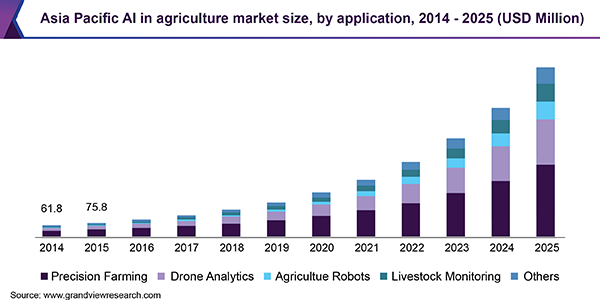 Asia Pacific AI in agriculture market size, by application, 2014 - 2025 (USD Million)
61.8 75.8
2014 2015 2016 2017 2018 2019 2020 2021 2022 2023 2024 2025
Precision Farming Drone Analytics Agricultue Robots Livestock Monitoring Others
Source: www.grandviewresearch.com